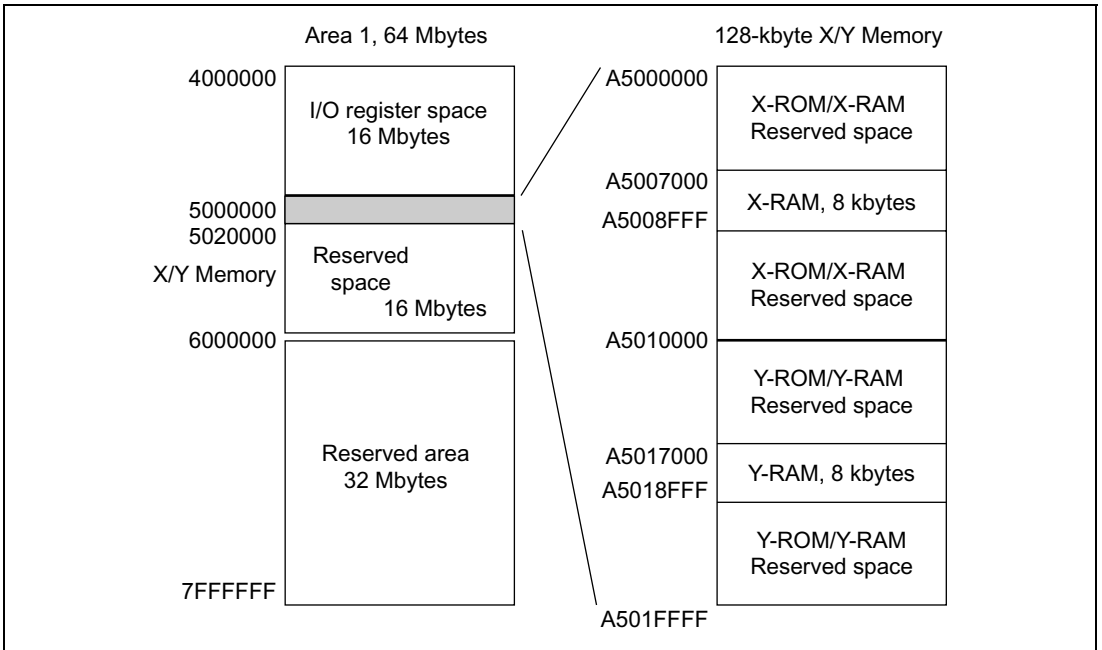 Area 1, 64 Mbytes
4000000
I/O register space
16 Mbytes
5000000
5020000
X/Y Memory
Reserved
space
16 Mbytes
6000000
Reserved area
32 Mbytes
7FFFFFF
128-kbyte X/Y Memory
A5000000
X-ROM/X-RAM
Reserved space
A5007000
X-RAM, 8 kbytes
A5008FFF
X-ROM/X-RAM
Reserved space
A5010000
Y-ROM/Y-RAM
Reserved space
A5017000
Y-RAM, 8 kbytes
A5018FFF
Y-ROM/Y-RAM
Reserved space
A501FFFF